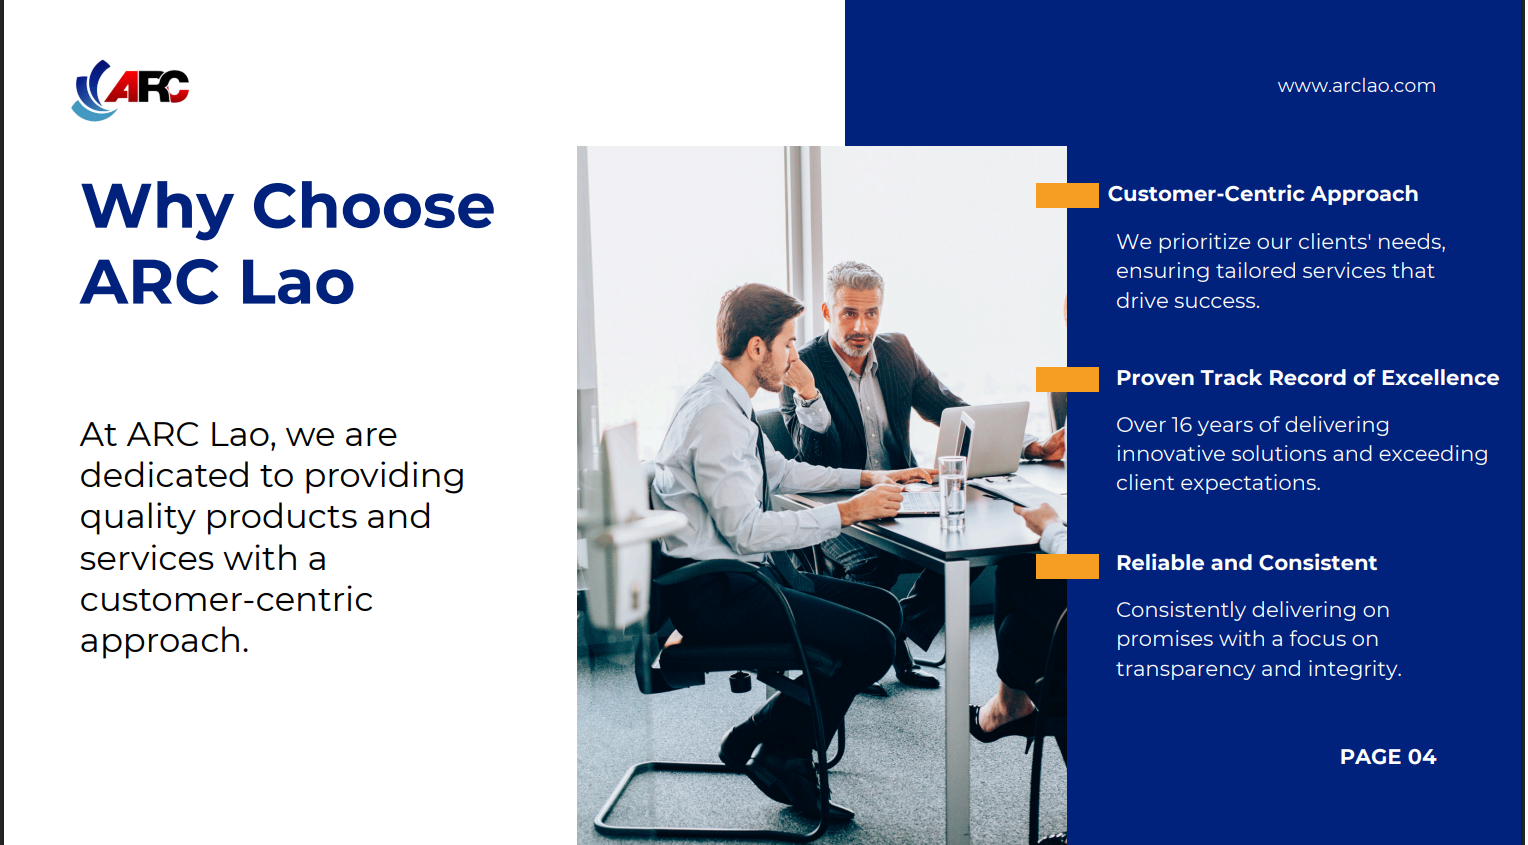 ARC
www.arclao.com
Why Choose
ARC Lao
At ARC Lao, we are
dedicated to providing
quality products and
services with a
customer-centric
approach.
Customer-Centric Approach
We prioritize our clients' needs,
ensuring tailored services that
drive success.
Proven Track Record of Excellence
Over 16 years of delivering
innovative solutions and exceeding
client expectations.
Reliable and Consistent
Consistently delivering on
promises with a focus on
transparency and integrity.
PAGE 04